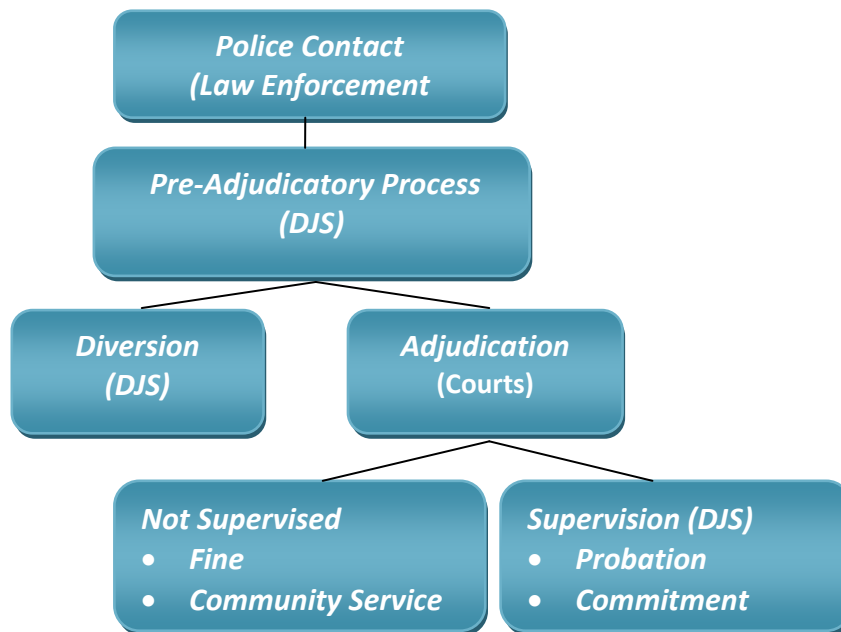 Police Contact
(Law Enforcement
Pre-Adjudicatory Process
(DJS)
Diversion
(DJS)
Adjudication
(Courts)
Not Supervised
• Fine
• Community Service
Supervision (DJS)
• Probation
• Commitment